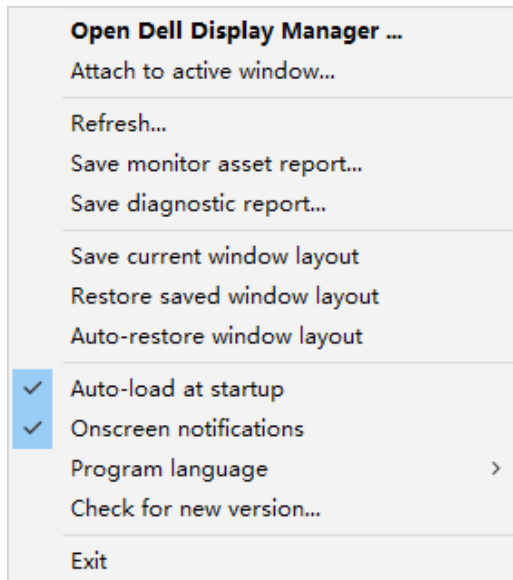 Open Dell Display Manager ...
Attach to active window...
Refresh...
Save monitor asset report...
Save diagnostic report...
Save current window layout
Restore saved window layout
Auto-restore window layout
Auto-load at startup
Onscreen notifications
Program language
Check for new version...
Exit